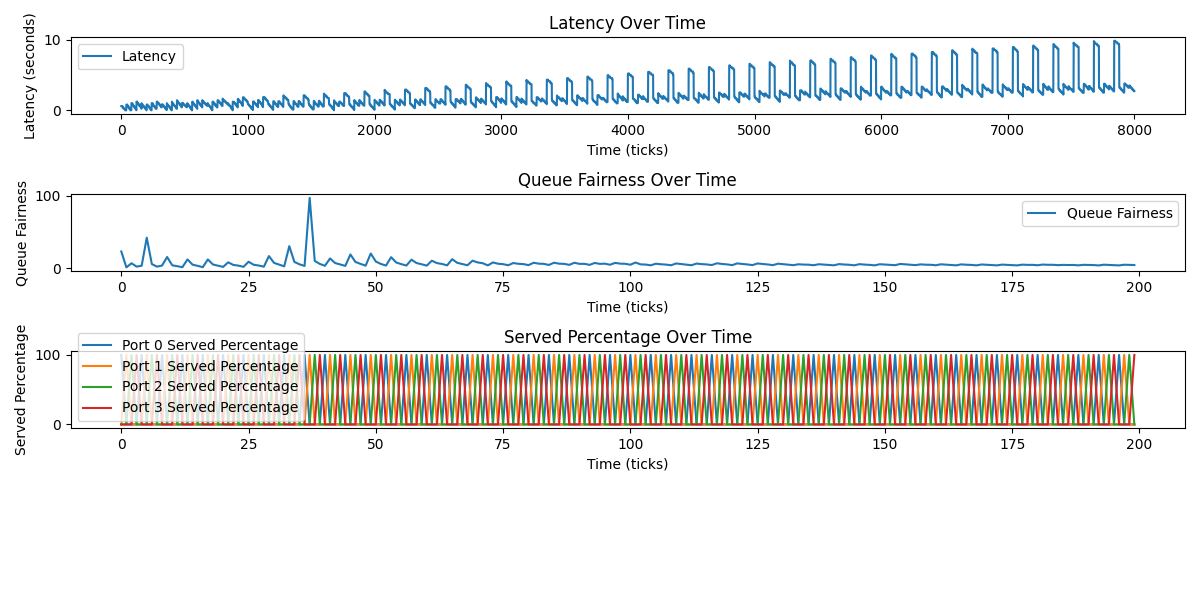 Latency Over Time
Latency (seconds)
10
0
Latency
0 1000 2000 3000 4000 5000 6000 7000 8000
Time (ticks)
Queue Fairness Over Time
Queue Fairness
100
0
Queue Fairness
0 25 50 75 100 125 150 175 200
Time (ticks)
Served Percentage Over Time
Served Percentage
100
0
Port 0 Served Percentage
Port 1 Served Percentage
Port 2 Served Percentage
Port 3 Served Percentage
0 25 50 75 100 125 150 175 200
Time (ticks)